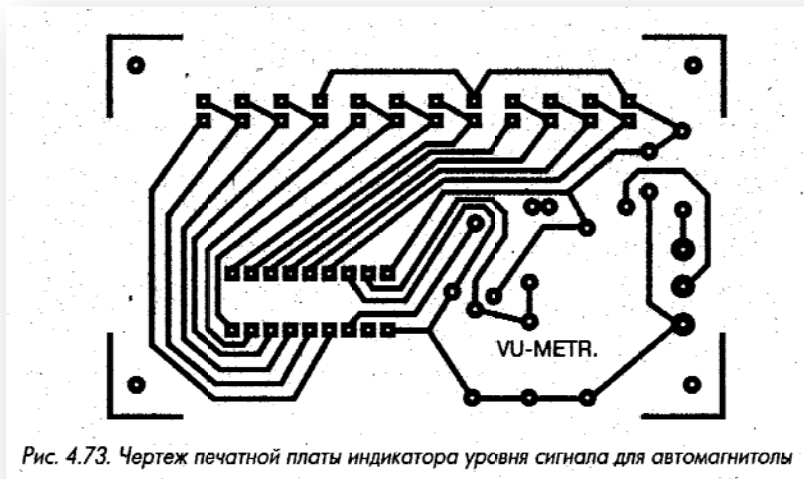 VU-METR.
Рис. 4.73. Чертеж печатной платы индикатора уровня сигнала для автомагнитолы